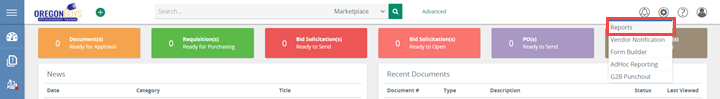 OREGON BUYS
Search...
Marketplace
Advanced
Reports
Vendor Notification
Form Builder
AdHoc Reporting
G2B Punchout
0 Document(s)
Ready for Approval
0 Requisition(s)
Ready for Purchasing
0 Bid Solicitation(s)
Ready to Send
0 Bid Solicitation(s)
Ready to Open
0 PO(s)
Ready to Send
News
Date Category Title
Recent Documents
Document # Type Description Status Last Viewed